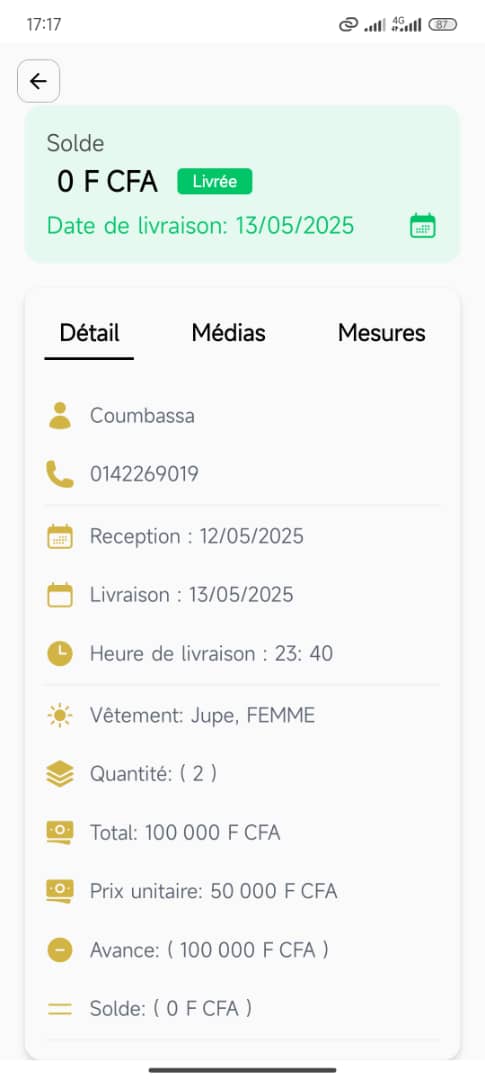 17:17
4G
87
Solde
0 F CFA
Livrée
Date de livraison: 13/05/2025
Détail Médias Mesures
Coumbassa
0142269019
Reception : 12/05/2025
Livraison : 13/05/2025
Heure de livraison : 23: 40
Vêtement: Jupe, FEMME
Quantité: ( 2 )
Total: 100 000 F CFA
Prix unitaire: 50 000 F CFA
Avance: ( 100 000 F CFA )
Solde: ( 0 F CFA )